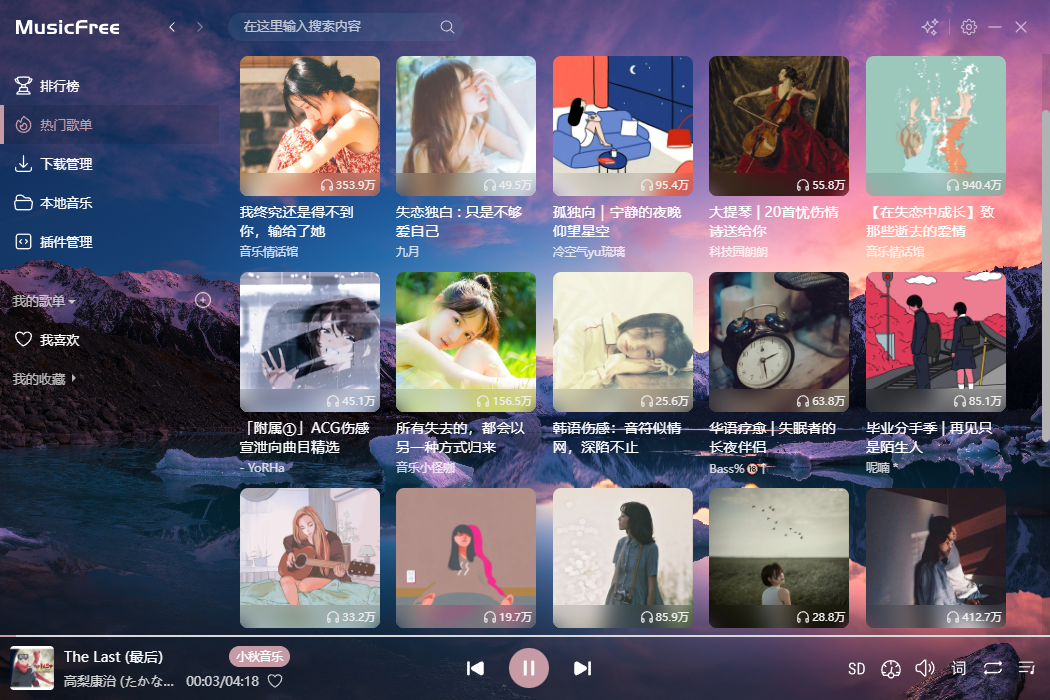 MusicFree
在这里输入搜索内容
排行榜
热门歌单
下载管理
本地音乐
插件管理
我的歌单
我喜欢
我的收藏
353.9万
49.5万
95.4万
55.8万
940.4万
我终究还是得不到
你，输给了她
音乐情话馆
失恋独白 : 只是不够
爱自己
九月
孤独向｜宁静的夜晚
仰望星空
冷空气yu琉璃
大提琴 | 20首忧伤情
诗送给你
科技园朗朗
【在失恋中成长】致
那些逝去的爱情
音乐情话馆
45.1万
156.5万
25.6万
63.8万
85.1万
「附属①」ACG伤感
宣泄向曲目精选
- YoRHa
所有失去的，都会以
另一种方式归来
音乐小怪咖
韩语伤感：音符似情
网，深陷不止
华语疗愈 | 失眠者的
长夜伴侣
Bass%🔞†
毕业分手季 | 再见只
是陌生人
呢喃 *
33.2万
19.7万
85.9万
28.8万
412.7万
The Last (最后)
小秋音乐
高梨康治 (たかな...
00:03/04:18
SD
词